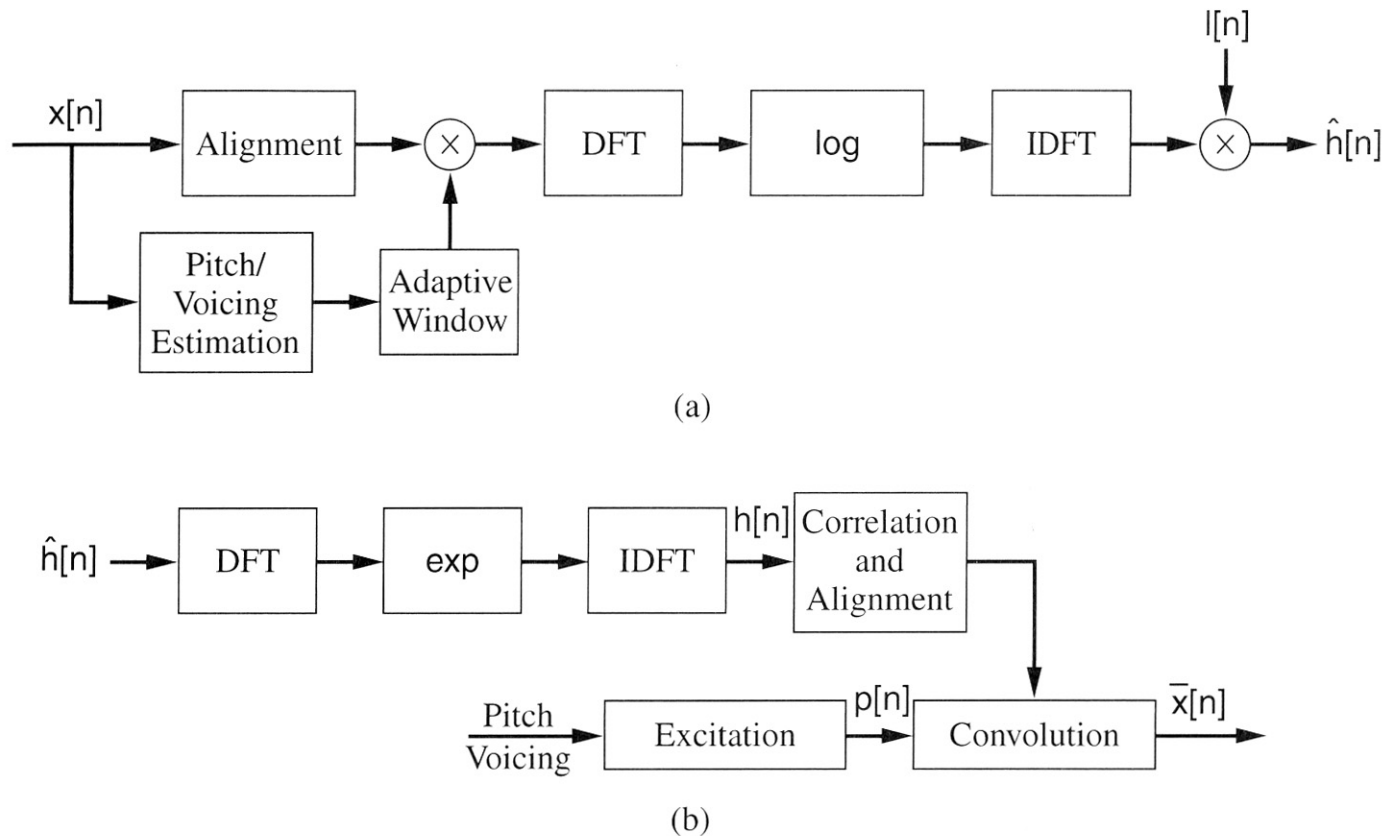 l[n]
x[n]
Alignment
×
DFT
log
IDFT
×
ĥ[n]
Pitch/
Voicing
Estimation
Adaptive
Window
(a)
ĥ[n]
DFT
exp
IDFT
h[n]
Correlation
and
Alignment
Pitch
Voicing
Excitation
p[n]
Convolution
x̅[n]
(b)